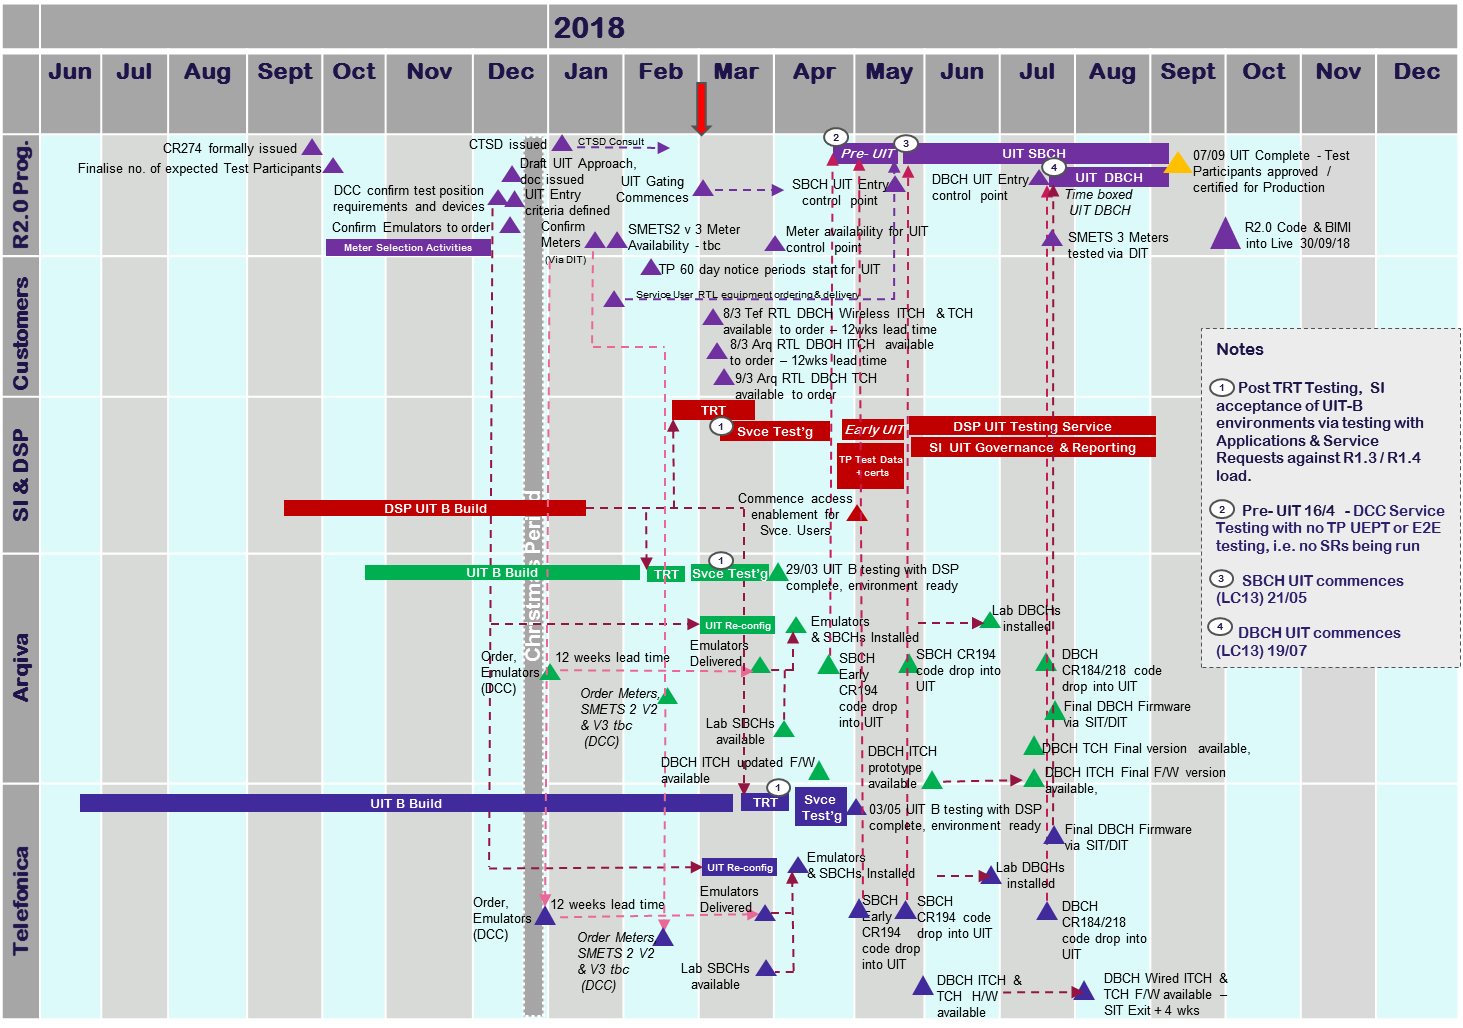 2018
Jun Jul Aug Sept Oct Nov Dec Jan Feb Mar Apr May Jun Jul Aug Sept Oct Nov Dec
R2.0 Prog.
CR274 formally issued
Finalise no. of expected Test Participants
DCC confirm test position
requirements and devices
Confirm Emulators to order
Meter Selection Activities
CTSD issued
CTSD Consult
Draft UIT Approach,
doc issued
UIT Entry
criteria defined
Confirm
Meters
(Via DIT)
SMETS2 v 3 Meter
Availability - tbc
UIT Gating
Commences
SBCH UIT Entry
control point
Meter availability for UIT
control point
2
Pre- UIT
3
UIT SBCH
4
UIT DBCH
DBCH UIT Entry
control point
Time boxed
UIT DBCH
SMETS 3 Meters
tested via DIT
07/09 UIT Complete - Test
Participants approved /
certified for Production
R2.0 Code & BIMI
into Live 30/09/18
Customers
TP 60 day notice periods start for UIT
Service User RTL equipment ordering & delivery
8/3 Tef RTL DBCH Wireless ITCH & TCH
available to order – 12wks lead time
8/3 Arq RTL DBCH ITCH available
to order – 12wks lead time
9/3 Arq RTL DBCH TCH
available to order
SI & DSP
TRT
1
Svce Test'g
Early UIT
DSP UIT Testing Service
SI UIT Governance & Reporting
TP Test Data
+ certs
DSP UIT B Build
Commence access
enablement for
Svce. Users
Christmas Period
Arqiva
UIT B Build
TRT
1
Svce Test'g
29/03 UIT B testing with DSP
complete, environment ready
UIT Re-config
Emulators
& SBCHs Installed
Lab DBCHs
installed
Order,
Emulators
(DCC)
12 weeks lead time
Emulators
Delivered
Order Meters,
SMETS 2 V2
& V3 tbc
(DCC)
Lab SBCHs
available
SBCH
Early
CR194
code drop
into UIT
SBCH CR194
code drop into
UIT
DBCH
CR184/218 code
drop into UIT
Final DBCH Firmware
via SIT/DIT
DBCH TCH Final version available,
DBCH ITCH updated F/W
available
DBCH ITCH
prototype
available
DBCH ITCH Final F/W version
available,
Telefonica
UIT B Build
TRT
1
Svce
Test'g
03/05 UIT B testing with DSP
complete, environment ready
Final DBCH Firmware
via SIT/DIT
UIT Re-config
Emulators
& SBCHs Installed
Lab DBCHs
installed
Order,
Emulators
(DCC)
12 weeks lead time
Emulators
Delivered
Order Meters,
SMETS 2 V2
& V3 tbc
(DCC)
Lab SBCHs
available
SBCH
Early
CR194
code drop
into UIT
SBCH
CR194 code
drop into UIT
DBCH
CR184/218
code drop into
UIT
DBCH ITCH &
TCH H/W
available
DBCH Wired ITCH &
TCH F/W available –
SIT Exit + 4 wks
Notes
1 Post TRT Testing, SI
acceptance of UIT-B
environments via testing with
Applications & Service
Requests against R1.3 / R1.4
load.
2 Pre- UIT 16/4 - DCC Service
Testing with no TP UEPT or E2E
testing, i.e. no SRs being run
3 SBCH UIT commences
(LC13) 21/05
4 DBCH UIT commences
(LC13) 19/07